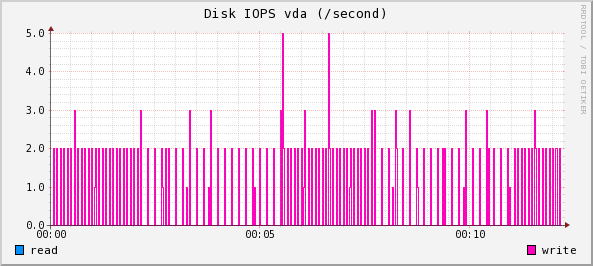 Disk IOPS vda (/second)
RRDTOOL / TOBI OETIKER
5.0
4.0
3.0
2.0
1.0
0.0
00:00 00:05 00:10
read write